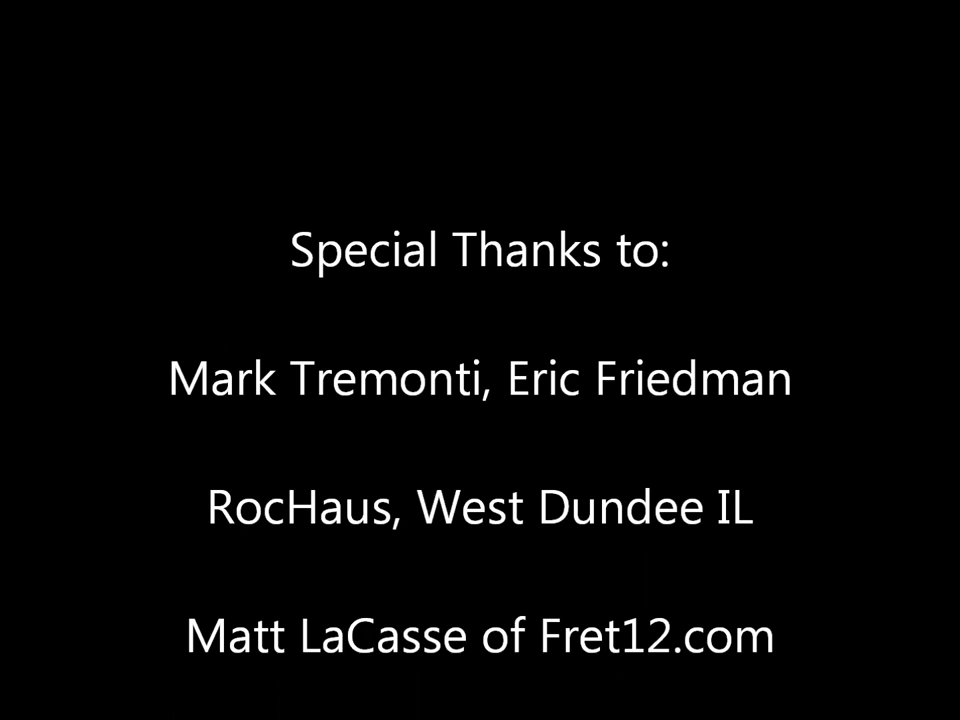 Special Thanks to:
Mark Tremonti, Eric Friedman
RocHaus, West Dundee IL
Matt LaCasse of Fret12.com